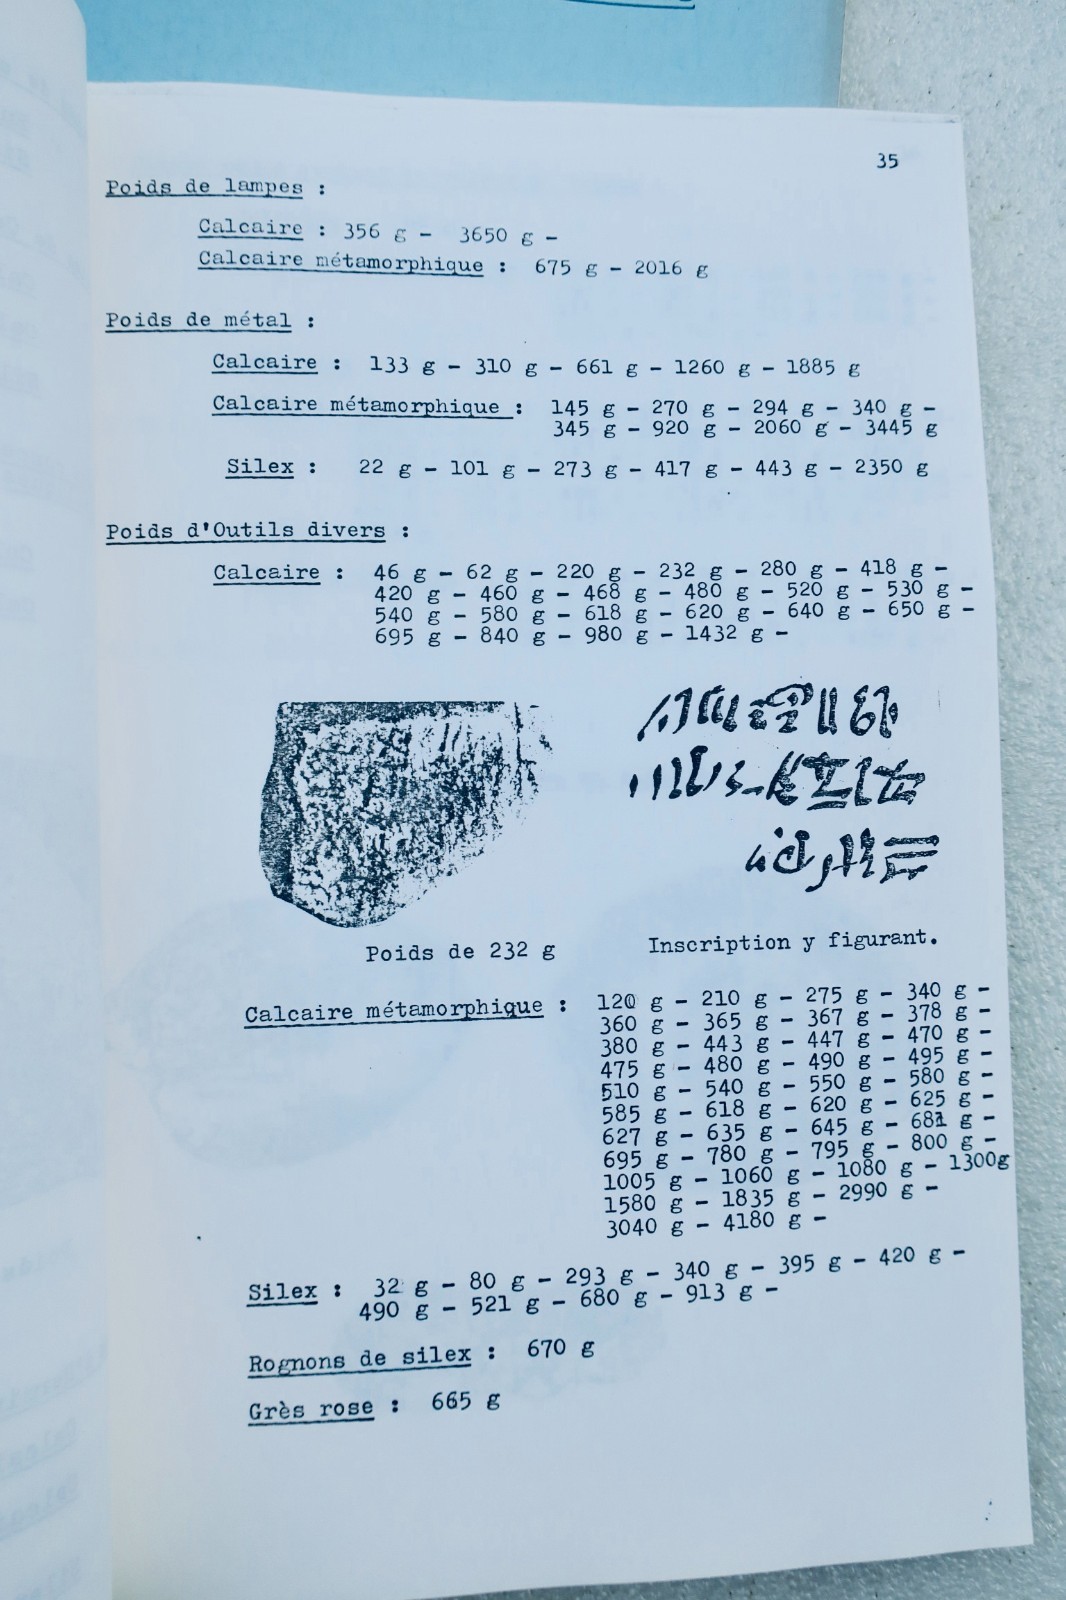 35
Poids de lampes :
Calcaire : 356 g - 3650 g -
Calcaire métamorphique : 675 g - 2016 g
Poids de métal :
Calcaire : 133 g - 310 g - 661 g - 1260 g - 1885 g
Calcaire métamorphique : 145 g - 270 g - 294 g - 340 g -
345 g - 920 g - 2060 g - 3445 g
Silex : 22 g - 101 g - 273 g - 417 g - 443 g - 2350 g
Poids d'Outils divers :
Calcaire : 46 g - 62 g - 220 g - 232 g - 280 g - 418 g -
420 g - 460 g - 468 g - 480 g - 520 g - 530 g -
540 g - 580 g - 618 g - 620 g - 640 g - 650 g -
695 g - 840 g - 980 g - 1432 g -
Poids de 232 g
Inscription y figurant.
Calcaire métamorphique : 120 g - 210 g - 275 g - 340 g -
360 g - 365 g - 367 g - 378 g -
380 g - 443 g - 447 g - 470 g -
475 g - 480 g - 490 g - 495 g -
510 g - 540 g - 550 g - 580 g -
585 g - 618 g - 620 g - 625 g -
627 g - 635 g - 645 g - 681 g -
695 g - 780 g - 795 g - 800 g -
1005 g - 1060 g - 1080 g - 1300g
1580 g - 1835 g - 2990 g -
3040 g - 4180 g -
Silex : 32 g - 80 g - 293 g - 340 g - 395 g - 420 g -
490 g - 521 g - 680 g - 913 g -
Rognons de silex : 670 g
Grès rose : 665 g